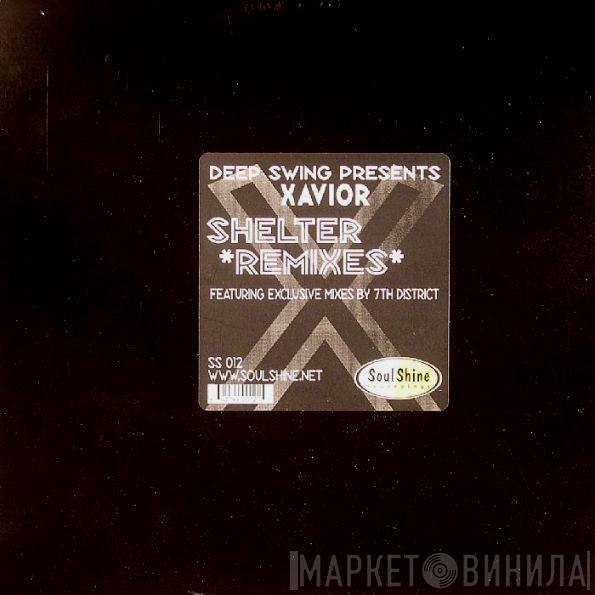 DEEP SWING PRESENTS
XAVIOR
SHELTER
*REMIXES*
FEATURING EXCLUSIVE MIXES BY 7TH DISTRICT
SS 012
WWW.SOULSHINE.NET
SoulShine
recordings
МАРКЕТ ВИНИЛА